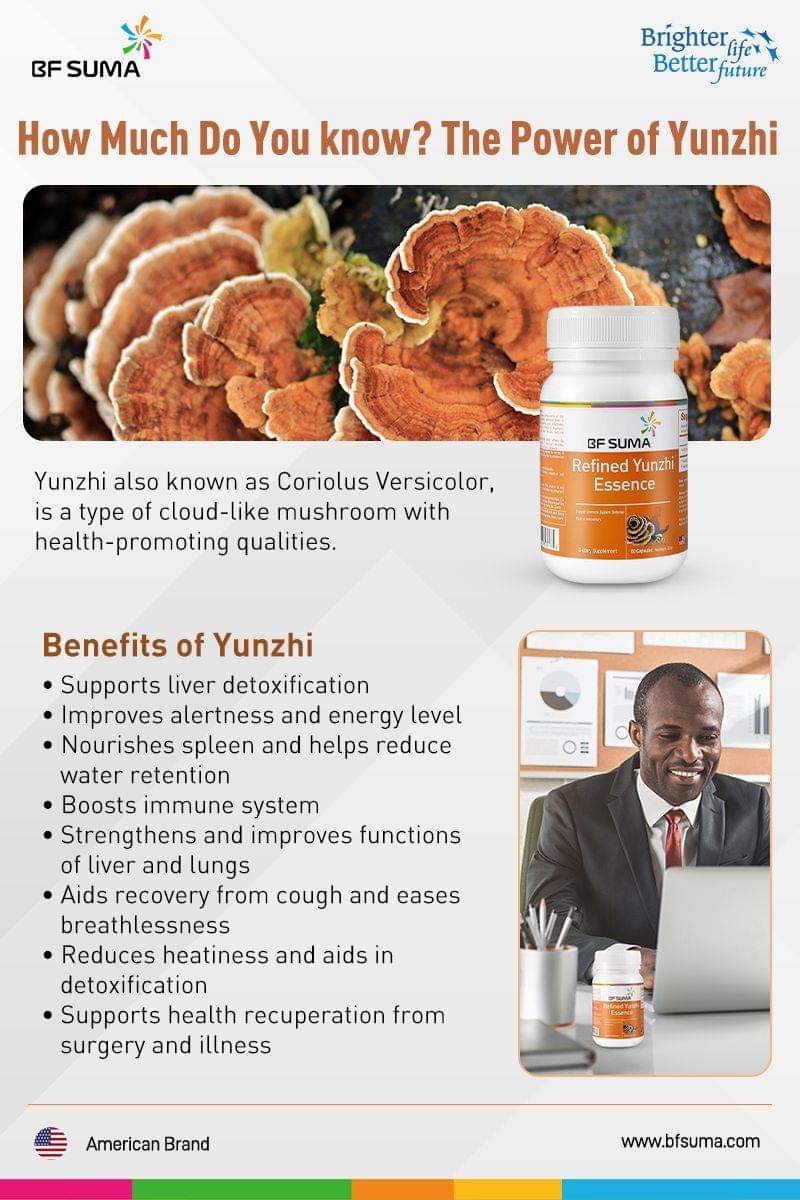 BF SUMA
Brighter life
Better future
How Much Do You know? The Power of Yunzhi
BF SUMA
Refined Yunzhi
Essence
Dietary Supplement
60 Capsules
Yunzhi also known as Coriolus Versicolor,
is a type of cloud-like mushroom with
health-promoting qualities.
Benefits of Yunzhi
• Supports liver detoxification
• Improves alertness and energy level
• Nourishes spleen and helps reduce
water retention
• Boosts immune system
• Strengthens and improves functions
of liver and lungs
• Aids recovery from cough and eases
breathlessness
• Reduces heatiness and aids in
detoxification
• Supports health recuperation from
surgery and illness
BF SUMA
Refined Yunzhi
Essence
American Brand
www.bfsuma.com